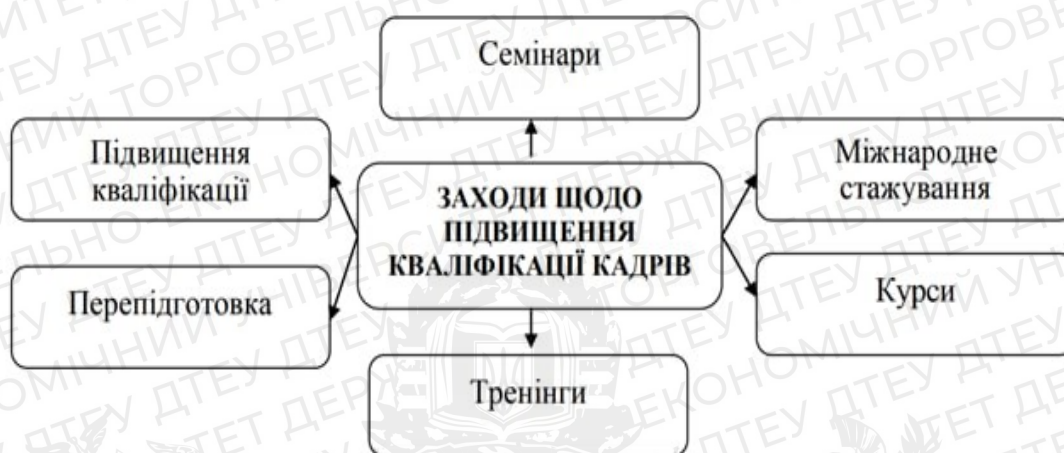 Семінари
Підвищення
кваліфікації
ЗАХОДИ ЩОДО
ПІДВИЩЕННЯ
КВАЛІФІКАЦІЇ КАДРІВ
Міжнародне
стажування
Перепідготовка
Курси
Тренінги